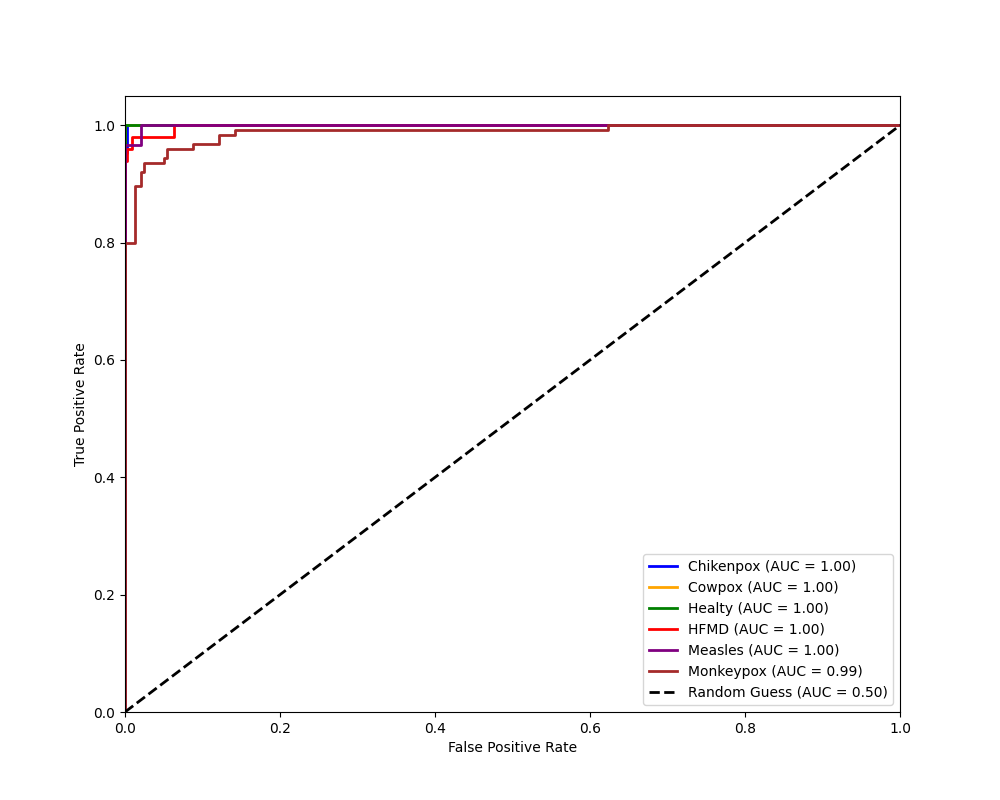 1.0
0.8
0.6
0.4
0.2
0.0
True Positive Rate
0.0 0.2 0.4 0.6 0.8 1.0
False Positive Rate
Chikenpox (AUC = 1.00)
Cowpox (AUC = 1.00)
Healty (AUC = 1.00)
HFMD (AUC = 1.00)
Measles (AUC = 1.00)
Monkeypox (AUC = 0.99)
Random Guess (AUC = 0.50)